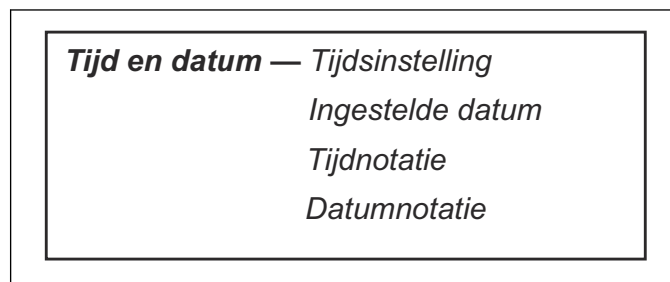 Tijd en datum — Tijdsinstelling
Ingestelde datum
Tijdnotatie
Datumnotatie